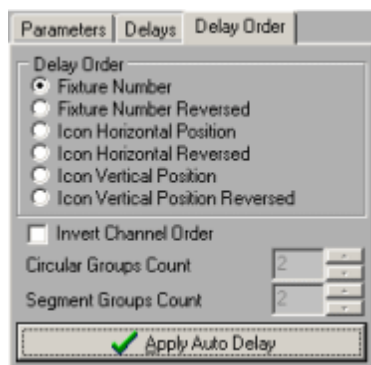 Parameters Delays Delay Order
Delay Order
Fixture Number
Fixture Number Reversed
Icon Horizontal Position
Icon Horizontal Reversed
Icon Vertical Position
Icon Vertical Position Reversed
Invert Channel Order
Circular Groups Count 2
Segment Groups Count 2
Apply Auto Delay